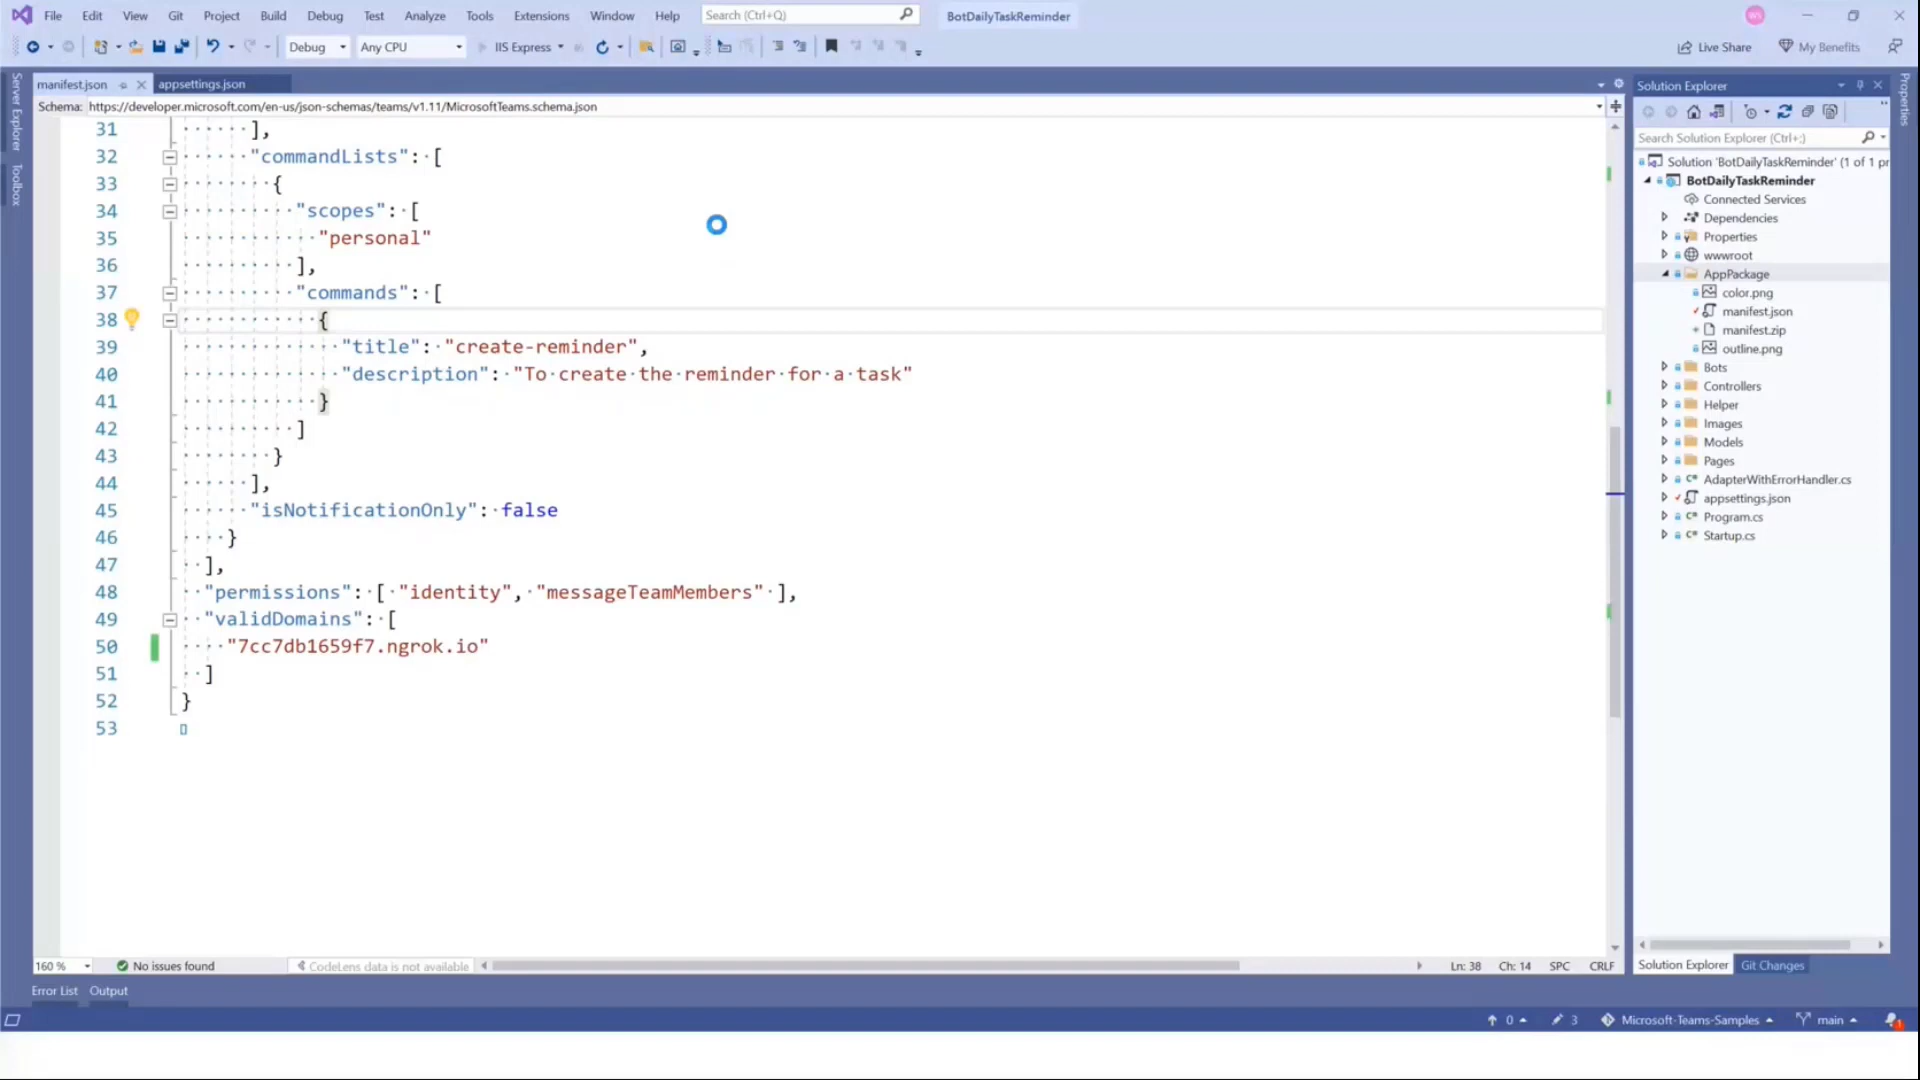 File Edit View Git Project Build Debug Test Analyze Tools Extensions Window Help Search (Ctrl+Q) BotDailyTaskReminder WS
Debug Any CPU IIS Express Live Share My Benefits
manifest.json appsettings.json
Schema: https://developer.microsoft.com/en-us/json-schemas/teams/v1.11/MicrosoftTeams.schema.json
31 ],
32 "commandLists": [
33 {
34 "scopes": [
35 "personal"
36 ],
37 "commands": [
38 {
39 "title": "create-reminder",
40 "description": "To create the reminder for a task"
41 }
42 ]
43 }
44 ],
45 "isNotificationOnly": false
46 }
47 ],
48 "permissions": [ "identity", "messageTeamMembers" ],
49 "validDomains": [
50 "7cc7db1659f7.ngrok.io"
51 ]
52 }
53
160 % No issues found CodeLens data is not available Ln: 38 Ch: 14 SPC CRLF
Error List Output
Server Explorer
Toolbox
Solution Explorer
Search Solution Explorer (Ctrl+;)
Solution 'BotDailyTaskReminder' (1 of 1 pr
BotDailyTaskReminder
Connected Services
Dependencies
Properties
wwwroot
AppPackage
color.png
manifest.json
manifest.zip
outline.png
Bots
Controllers
Helper
Images
Models
Pages
AdapterWithErrorHandler.cs
appsettings.json
Program.cs
Startup.cs
Solution Explorer Git Changes
Properties
0 3 Microsoft-Teams-Samples main 1